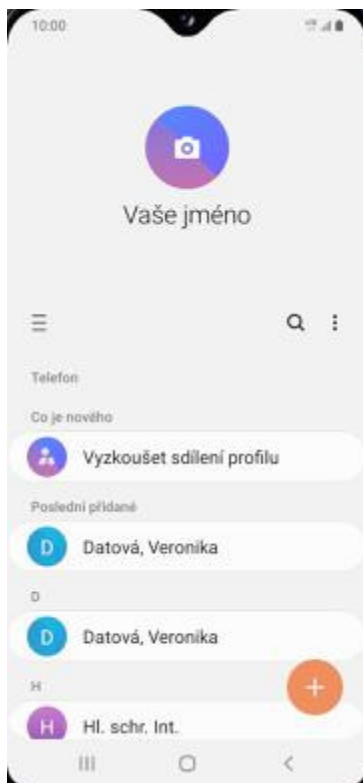 10:00
Vaše jméno
Telefon
Co je nového
Vyzkoušet sdílení profilu
Poslední přidané
D
Datová, Veronika
D
D
Datová, Veronika
H
H
Hl. schr. Int.